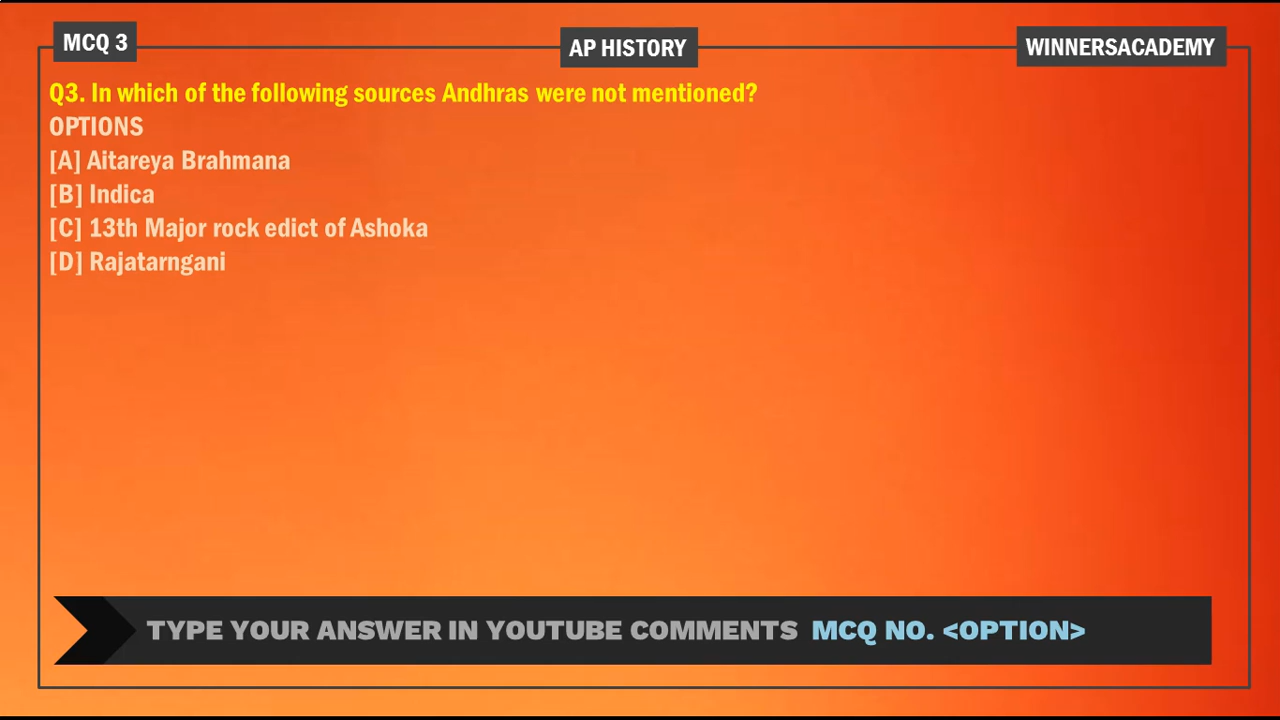 MCQ 3
AP HISTORY
WINNERSACADEMY
Q3. In which of the following sources Andhras were not mentioned?
OPTIONS
[A] Aitareya Brahmana
[B] Indica
[C] 13th Major rock edict of Ashoka
[D] Rajatarngani
TYPE YOUR ANSWER IN YOUTUBE COMMENTS MCQ NO. <OPTION>